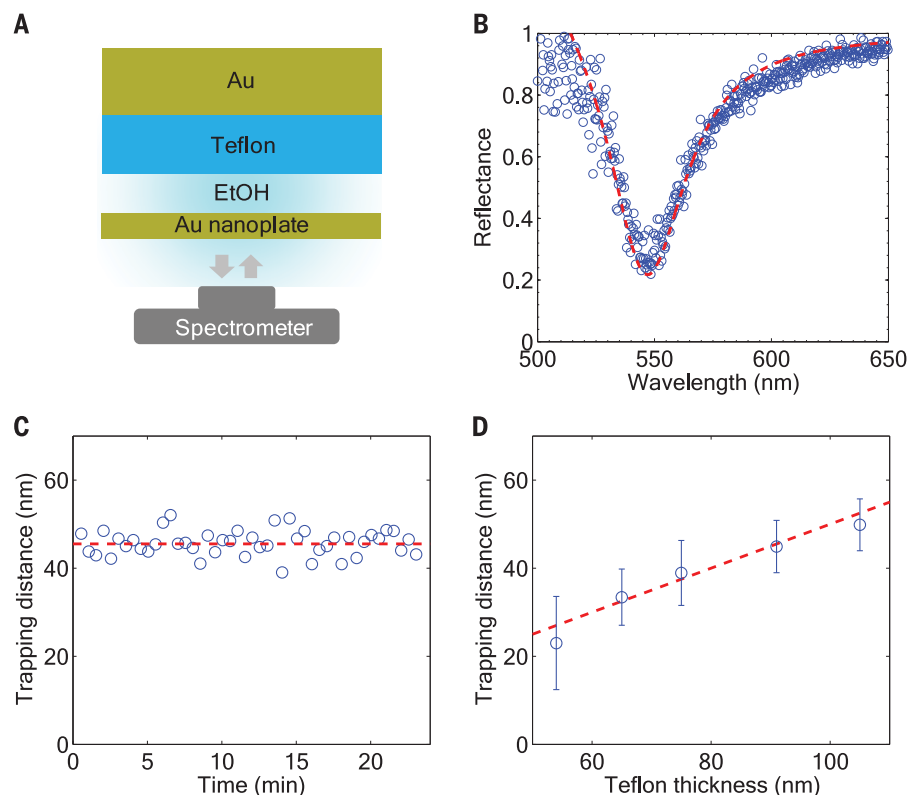 A
Au
Teflon
EtOH
Au nanoplate
Spectrometer
B
1
0.8
0.6
0.4
0.2
0
Reflectance
500
550
600
650
Wavelength (nm)
C
60
40
20
0
Trapping distance (nm)
0
5
10
15
20
Time (min)
D
60
40
20
0
Trapping distance (nm)
60
80
100
Teflon thickness (nm)